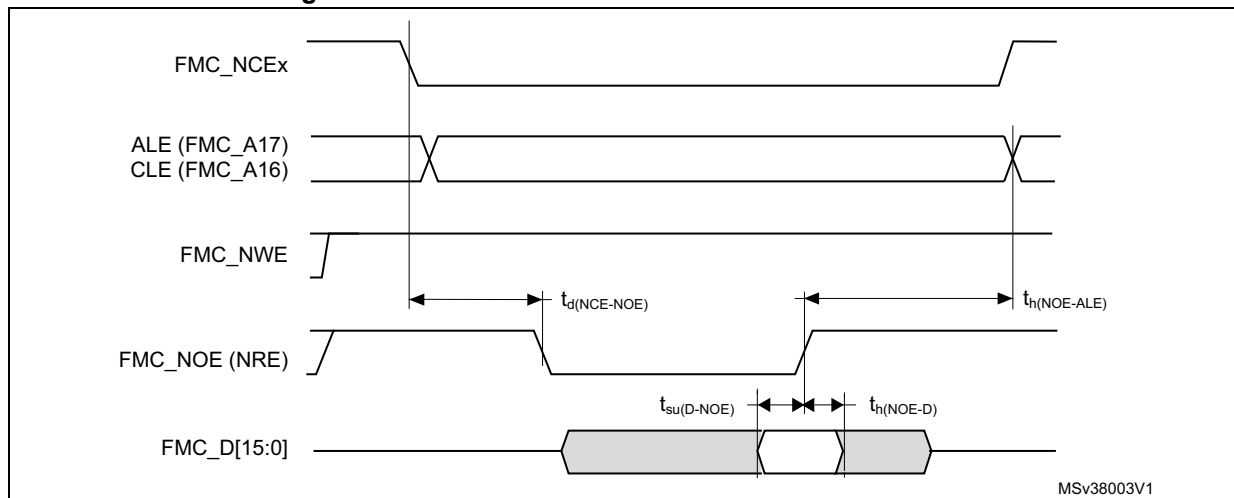 FMC_NCEx
ALE (FMC_A17)
CLE (FMC_A16)
FMC_NWE
td(NCE-NOE)
th(NOE-ALE)
FMC_NOE (NRE)
tsu(D-NOE)
th(NOE-D)
FMC_D[15:0]
MSv38003V1